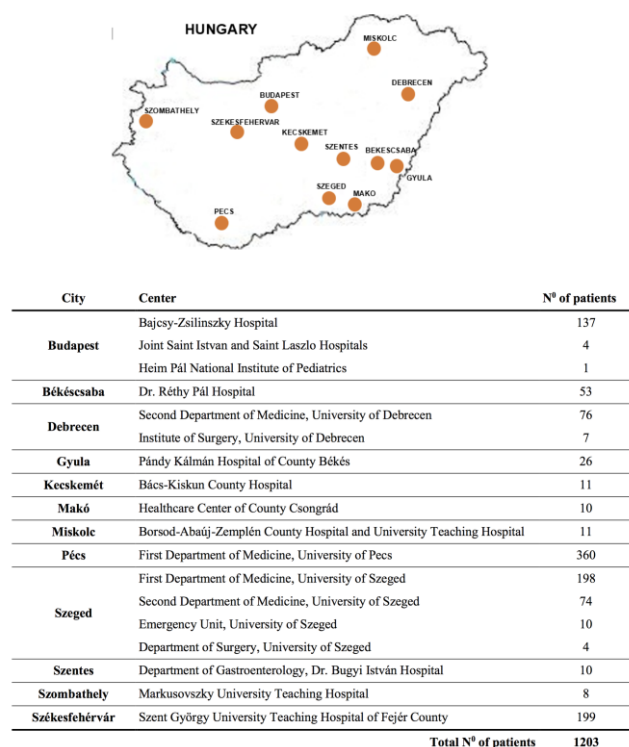 HUNGARY
MISKOLC
DEBRECEN
BUDAPEST
SZOMBATHELY
SZEKESFEHERVAR
KECSKEMET
SZENTES
BEKESCSABA
GYULA
SZEGED
MAKO
PECS
City Center N⁰ of patients
Budapest
Bajcsy-Zsilinszky Hospital 137
Joint Saint Istvan and Saint Laszlo Hospitals 4
Heim Pál National Institute of Pediatrics 1
Békéscsaba Dr. Réthy Pál Hospital 53
Debrecen
Second Department of Medicine, University of Debrecen 76
Institute of Surgery, University of Debrecen 7
Gyula Pándy Kálmán Hospital of County Békés 26
Kecskemét Bács-Kiskun County Hospital 11
Makó Healthcare Center of County Csongrád 10
Miskolc Borsod-Abaúj-Zemplén County Hospital and University Teaching Hospital 11
Pécs First Department of Medicine, University of Pecs 360
Szeged
First Department of Medicine, University of Szeged 198
Second Department of Medicine, University of Szeged 74
Emergency Unit, University of Szeged 10
Department of Surgery, University of Szeged 4
Szentes Department of Gastroenterology, Dr. Bugyi István Hospital 10
Szombathely Markusovszky University Teaching Hospital 8
Székesfehérvár Szent György University Teaching Hospital of Fejér County 199
Total N⁰ of patients 1203